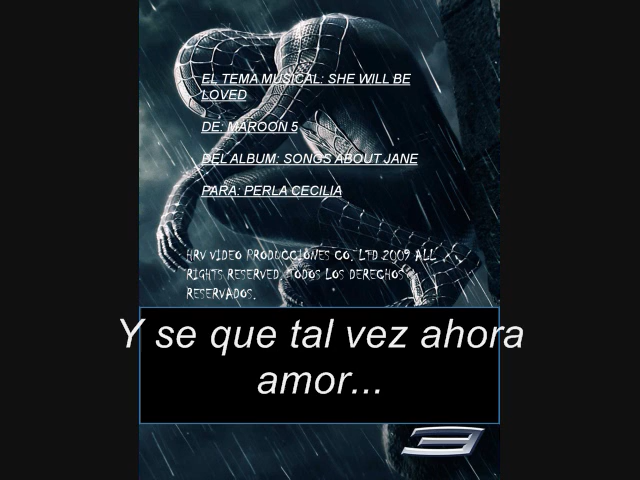 EL TEMA MUSICAL: SHE WILL BE
LOVED
DE: MAROON 5
DEL ALBUM: SONGS ABOUT JANE
PARA: PERLA CECILIA
HRV VIDEO PRODUCCIONES CO. LTD 2009 ALL
RIGHTS RESERVED. TODOS LOS DERECHOS
RESERVADOS.
Y se que tal vez ahora
amor...
3